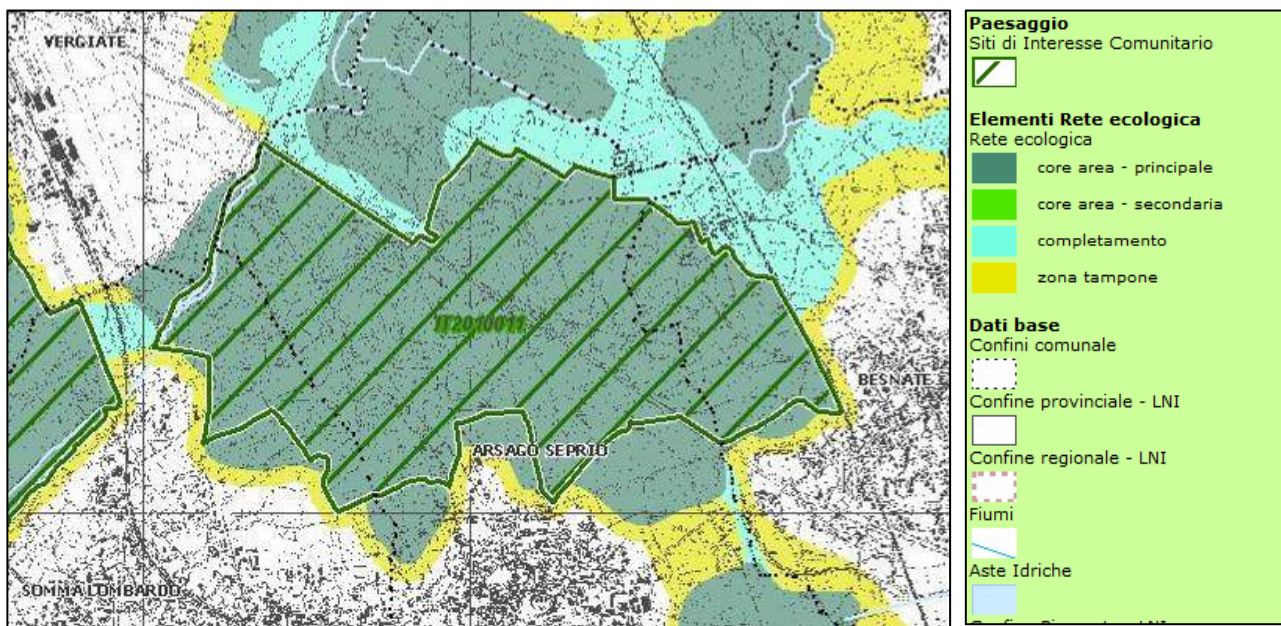 VERGIATE
IT2010011
BESNATE
ARSAGO SEPRIO
SOMMA LOMBARDO
Paesaggio
Siti di Interesse Comunitario
Elementi Rete ecologica
Rete ecologica
core area - principale
core area - secondaria
completamento
zona tampone
Dati base
Confini comunale
Confine provinciale - LNI
Confine regionale - LNI
Fiumi
Aste Idriche